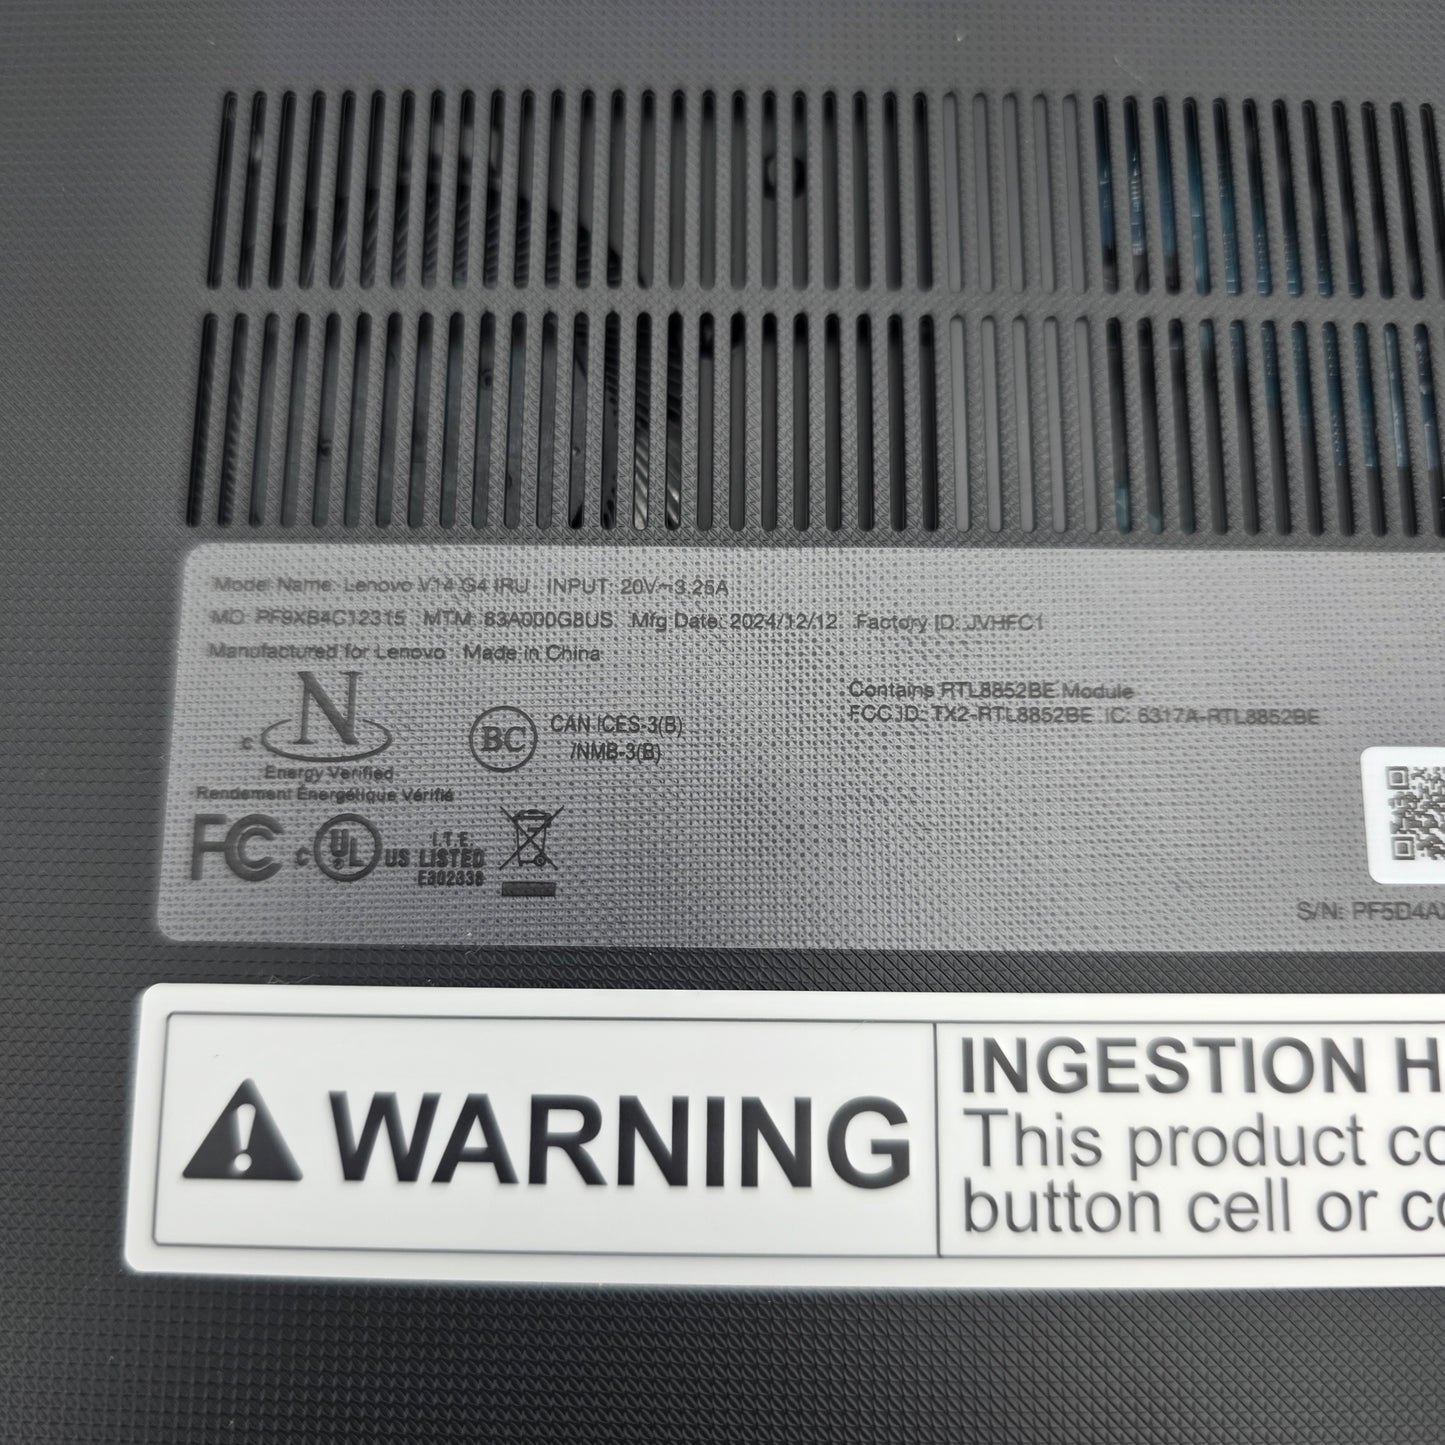 Model Name: Lenovo V14 G4 IRU INPUT: 20V⎓3.25A
MO: PF9XB4C12315 MTM: 83A000G8US Mfg Date: 2024/12/12 Factory ID: JVHFC1
Manufactured for Lenovo Made in China
Contains RTL8852BE Module
FCC ID: TX2-RTL8852BE IC: 6317A-RTL8852BE
N
c
Energy Verified
Rendement Énergétique Vérifié
BC
CAN ICES-3(B)
/NMB-3(B)
FC
c UL US LISTED
I.T.E.
E302338
S/N: PF5D4A
WARNING
INGESTION H
This product co
button cell or co